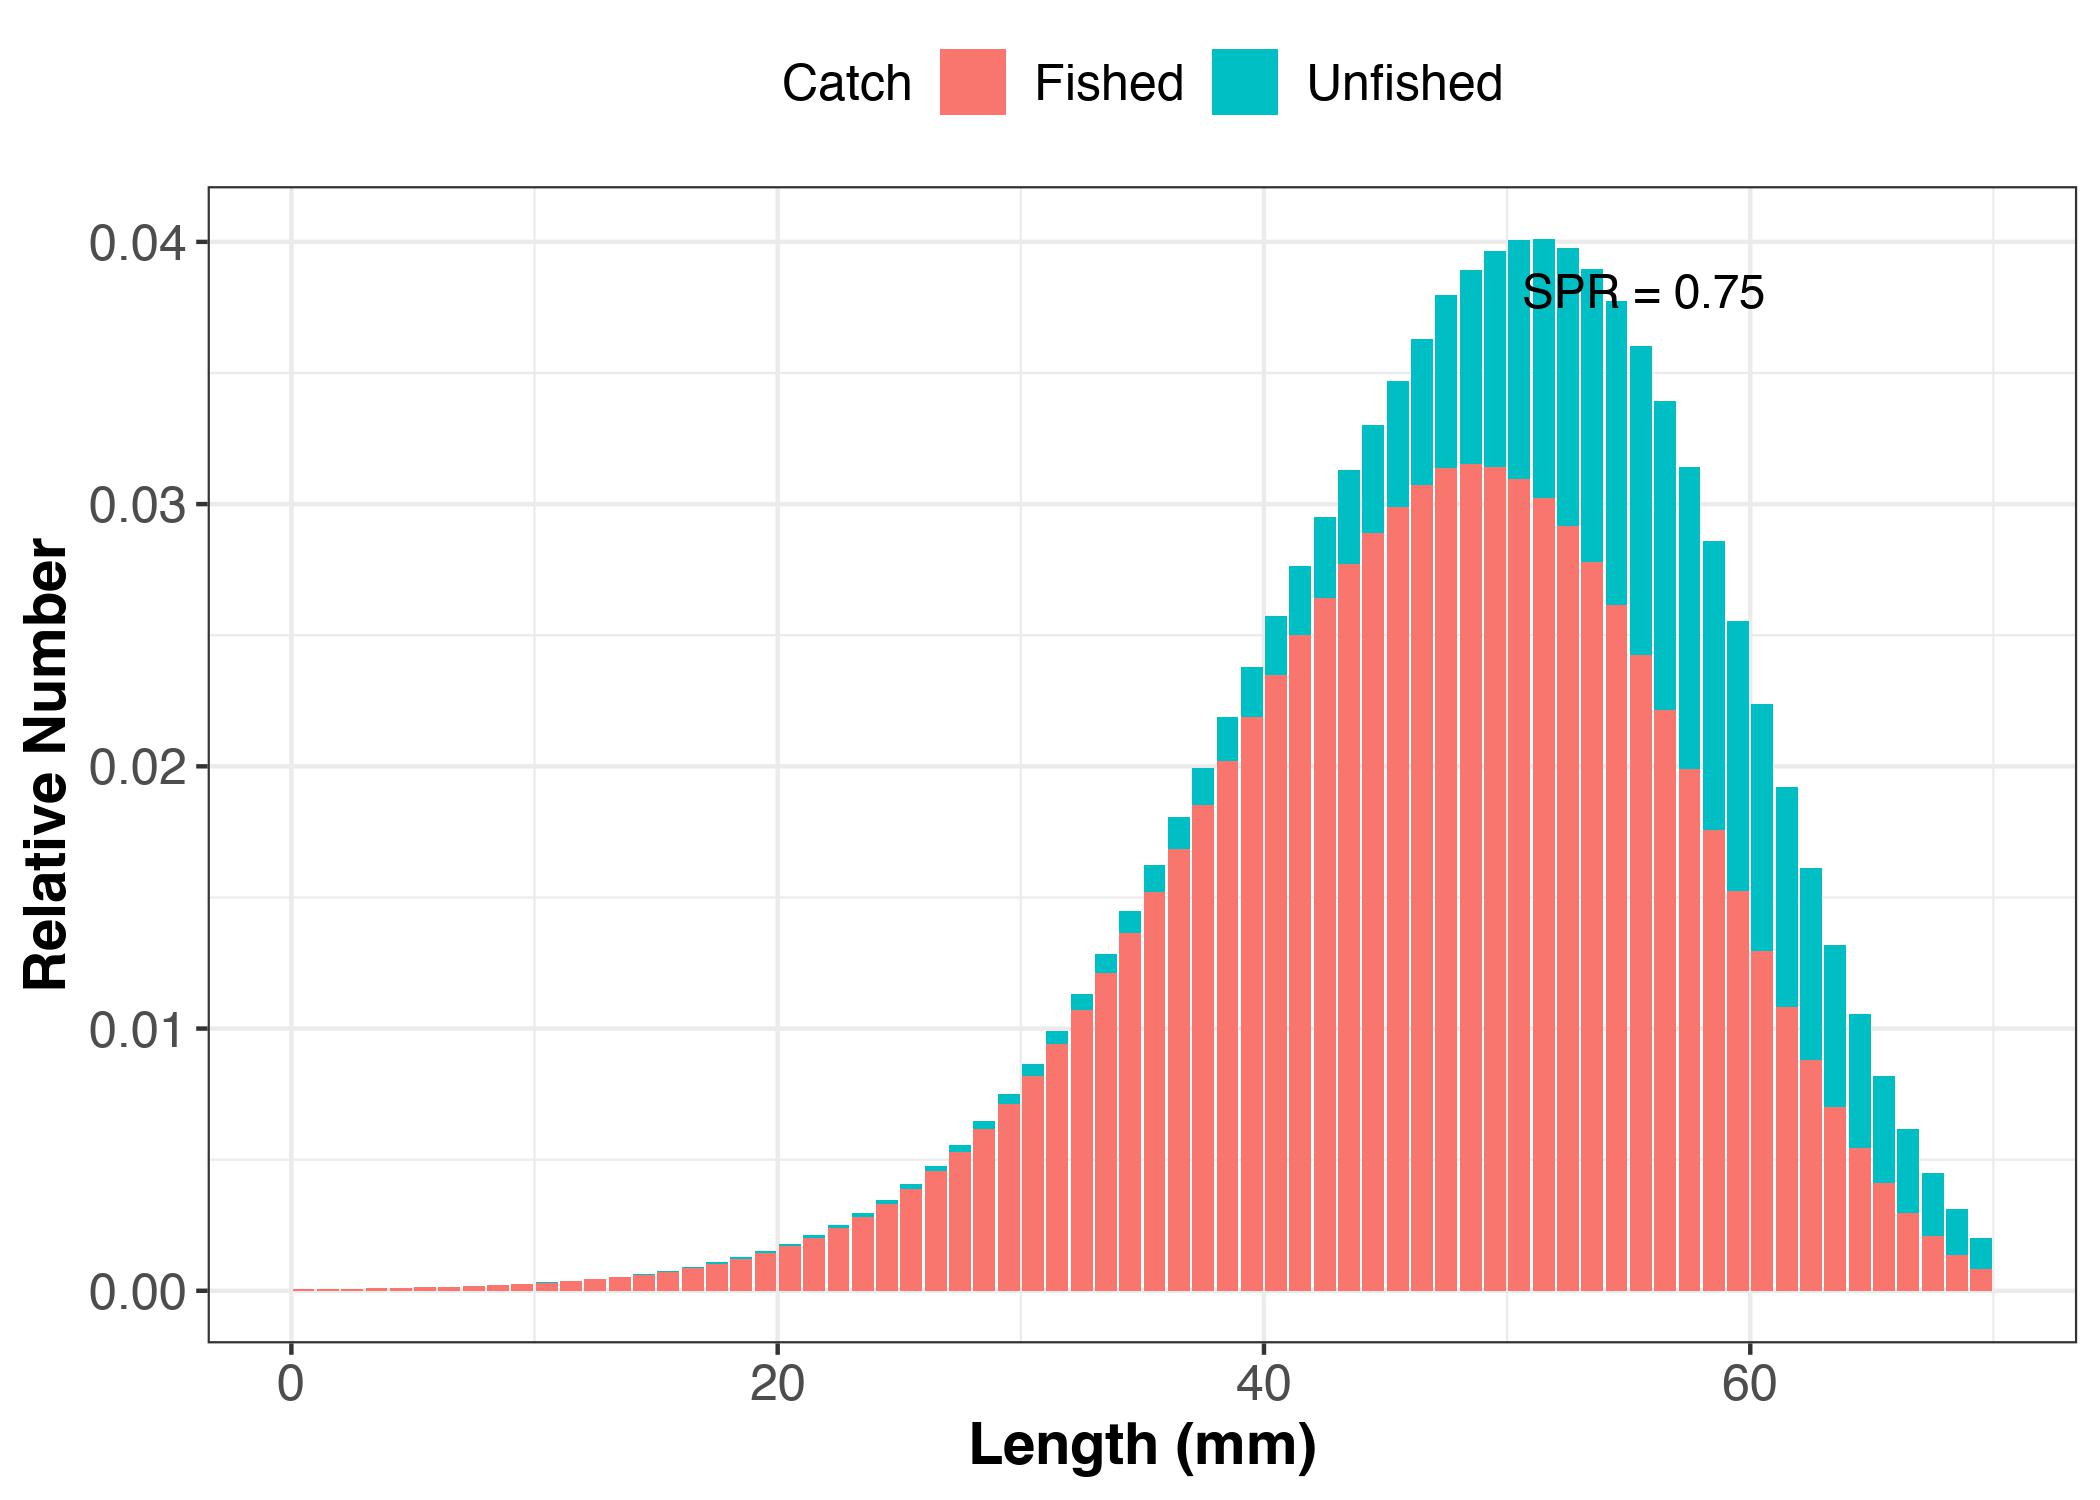 Catch Fished Unfished
0.04
SPR = 0.75
0.03
0.02
0.01
0.00
Relative Number
0 20 40 60
Length (mm)